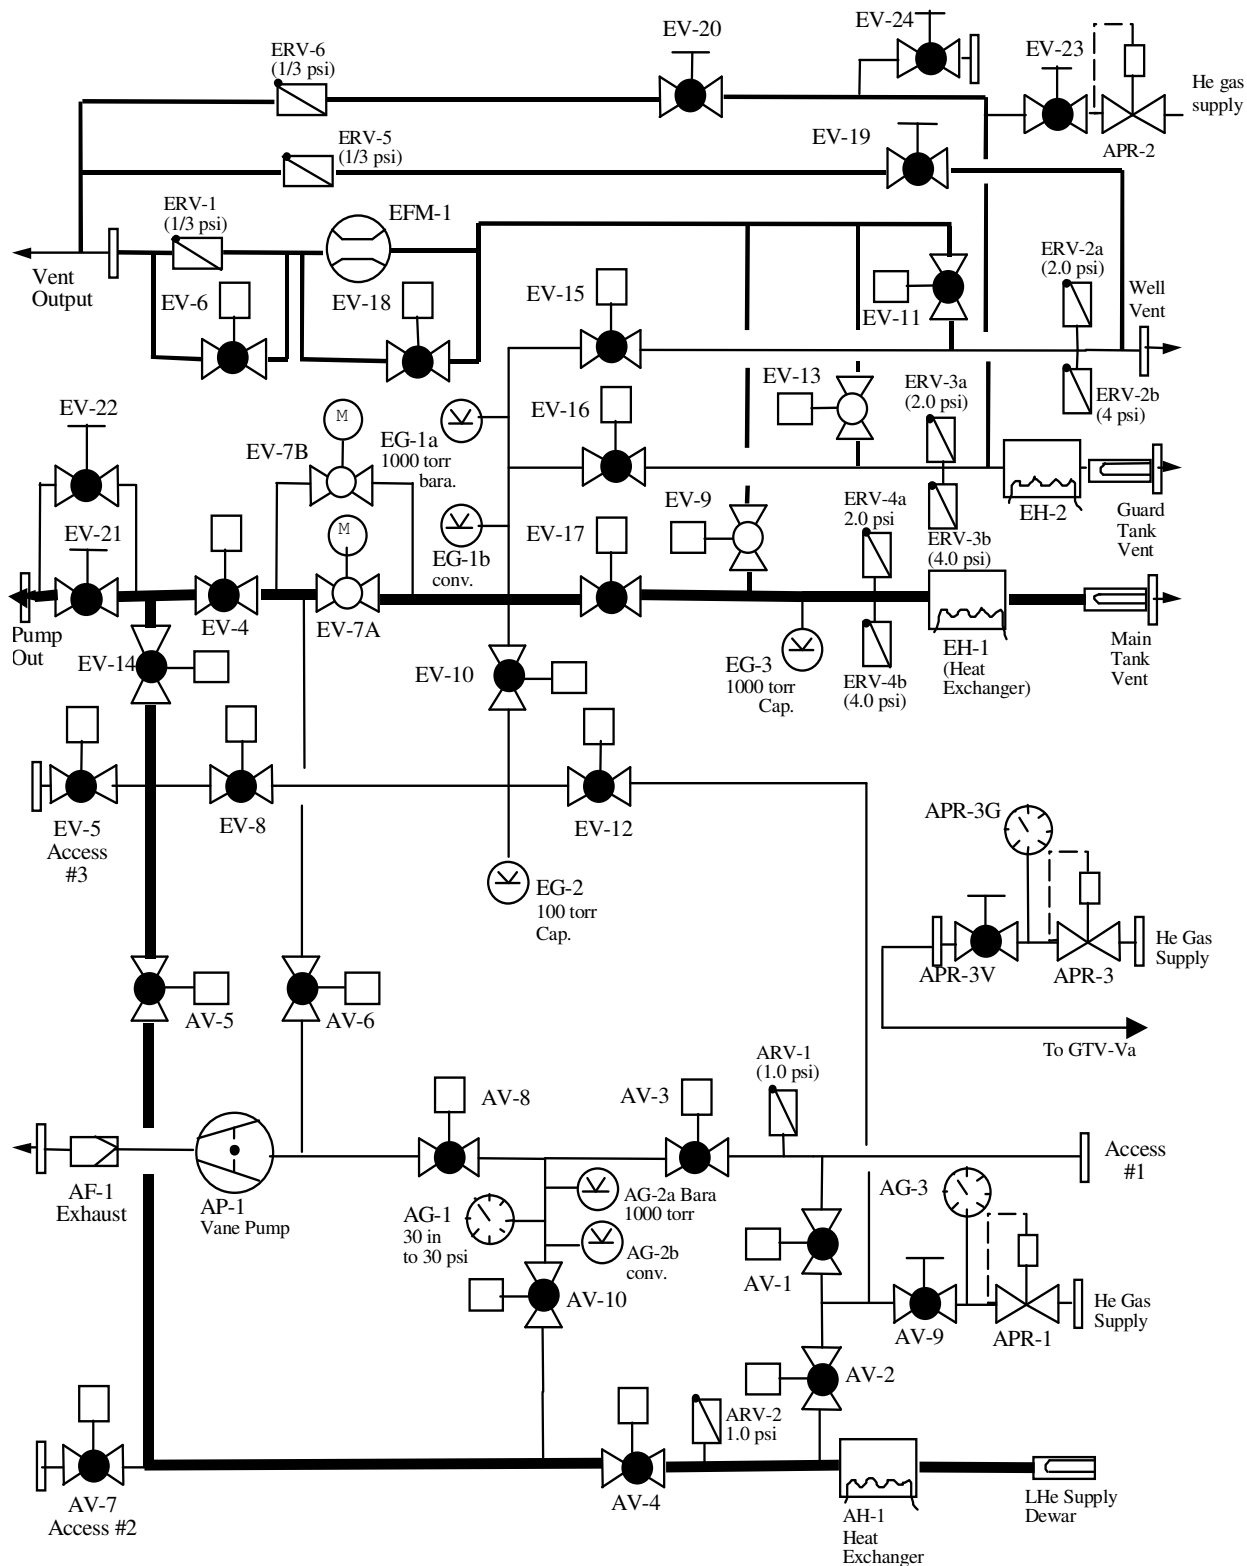 EV-24
EV-20
EV-23
ERV-6
(1/3 psi)
He gas
supply
APR-2
ERV-5
(1/3 psi)
EV-19
ERV-1
(1/3 psi)
EFM-1
Vent
Output
EV-6
EV-18
EV-15
EV-11
ERV-2a
(2.0 psi)
Well
Vent
EV-22
EV-7B
M
EG-1a
1000 torr
bara.
EV-16
EV-13
ERV-3a
(2.0 psi)
ERV-2b
(4 psi)
EV-21
M
EG-1b
conv.
EV-17
EV-9
ERV-4a
2.0 psi
ERV-3b
(4.0 psi)
EH-2
Guard
Tank
Vent
Pump
Out
EV-14
EV-4
EV-7A
EV-10
EG-3
1000 torr
Cap.
ERV-4b
(4.0 psi)
EH-1
(Heat
Exchanger)
Main
Tank
Vent
EV-5
Access
#3
EV-8
EV-12
APR-3G
EG-2
100 torr
Cap.
APR-3V
APR-3
He Gas
Supply
AV-5
AV-6
To GTV-Va
ARV-1
(1.0 psi)
AV-8
AV-3
AF-1
Exhaust
AP-1
Vane Pump
AG-1
30 in
to 30 psi
AG-2a Bara
1000 torr
AG-2b
conv.
AG-3
Access
#1
AV-1
AV-10
AV-9
APR-1
He Gas
Supply
AV-2
ARV-2
1.0 psi
AV-7
Access #2
AV-4
AH-1
Heat
Exchanger
LHe Supply
Dewar